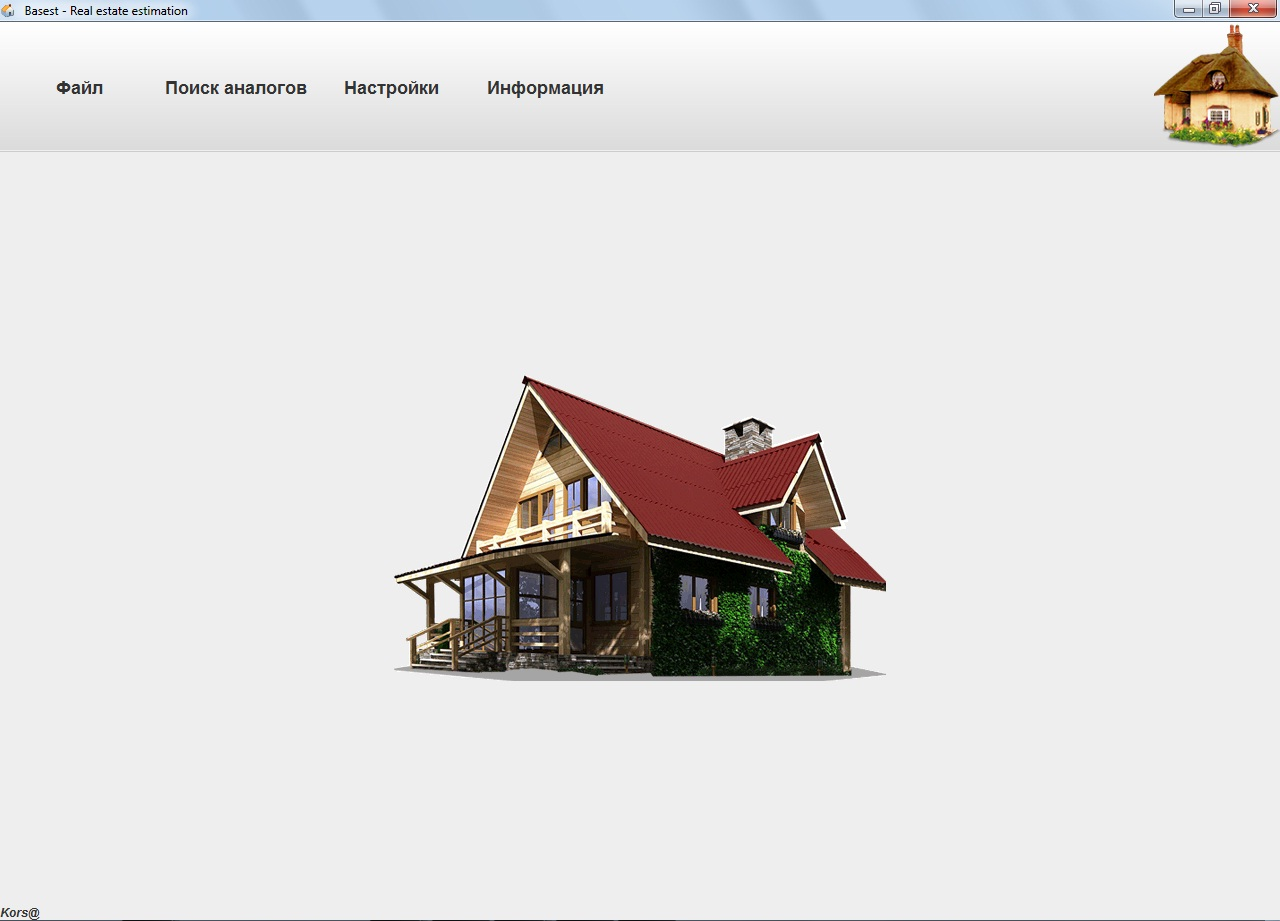 Basest - Real estate estimation
Файл Поиск аналогов Настройки Информация
Kors@